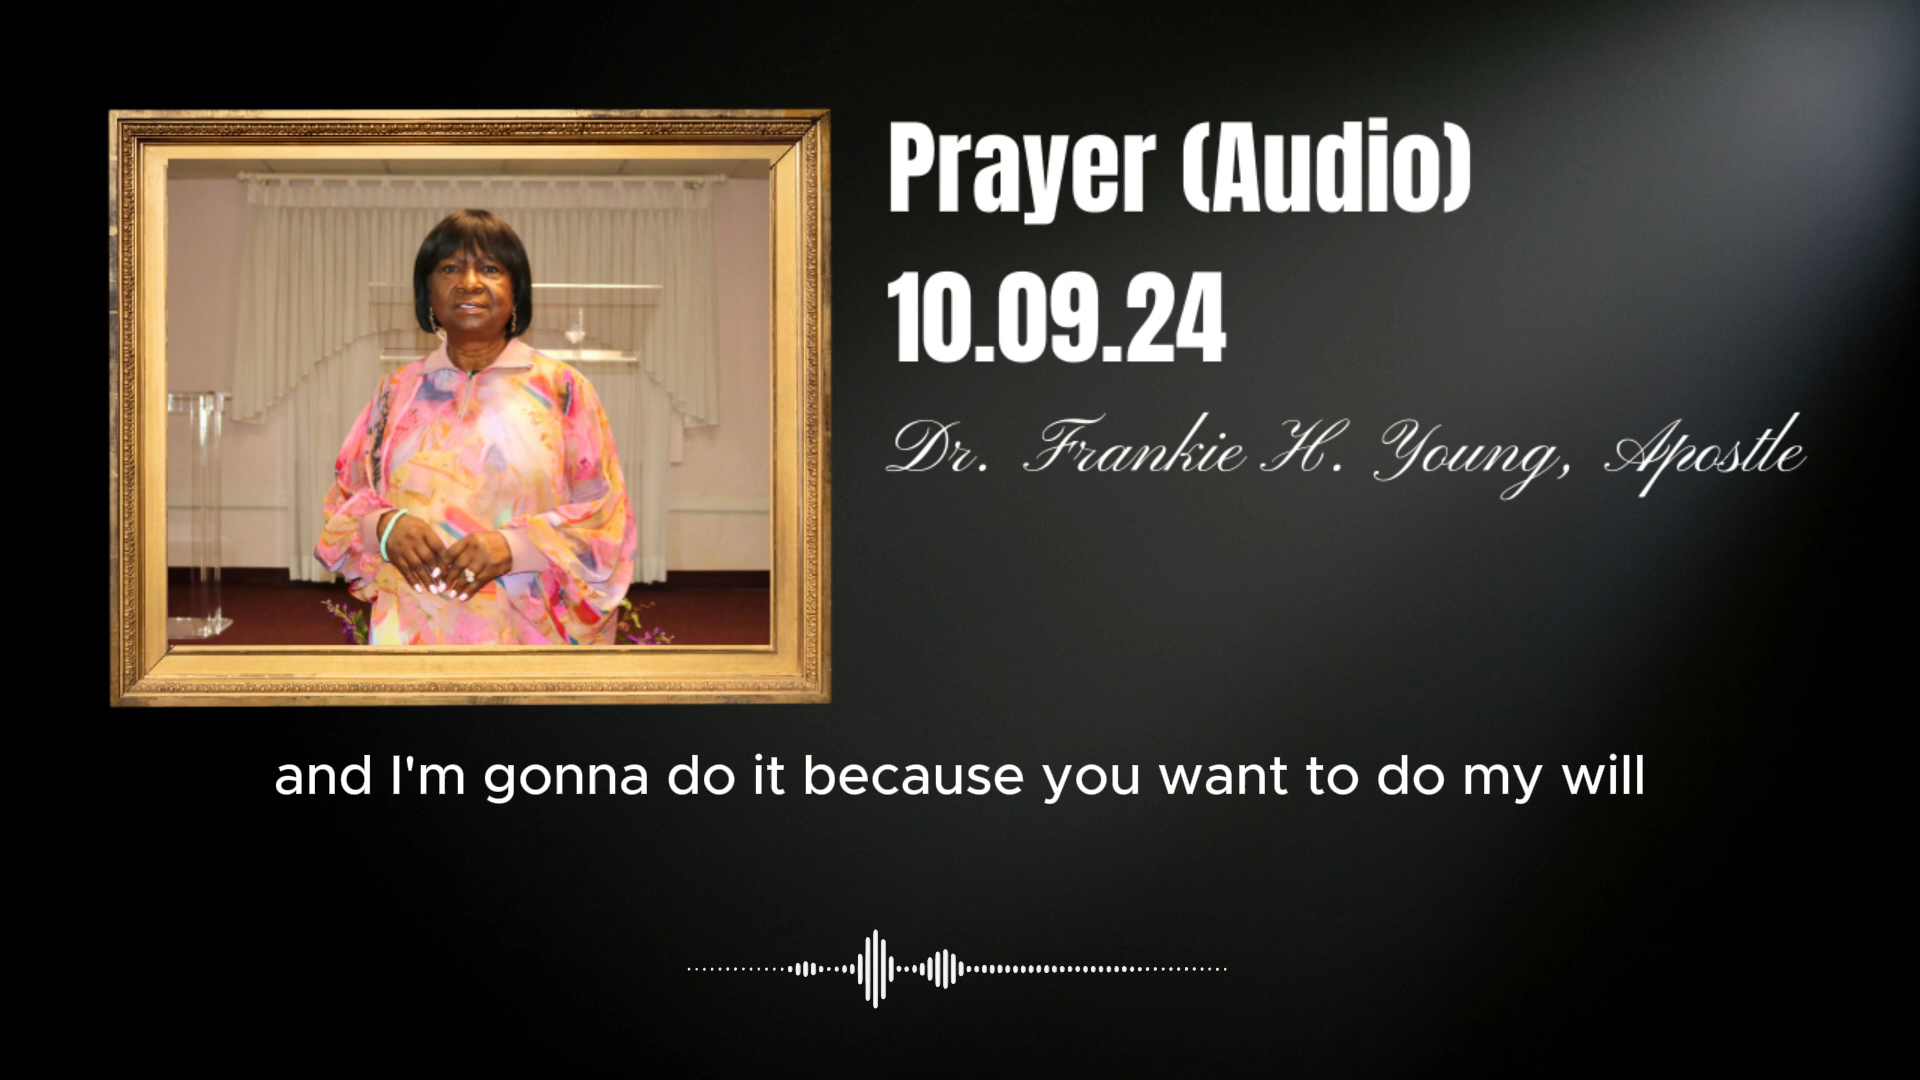 Prayer (Audio)
10.09.24
Dr. Frankie H. Young, Apostle
and I'm gonna do it because you want to do my will